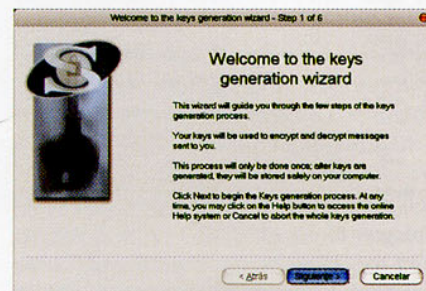 Welcome to the keys generation wizard - Step 1 of 6
S
Welcome to the keys
generation wizard
This wizard will guide you through the few steps of the keys
generation process.
Your keys will be used to encrypt and decrypt messages
sent to you.
This process will only be done once; after keys are
generated, they will be stored solely on your computer.
Click Next to begin the Keys generation process. At any
time, you may click on the Help button to access the online
Help system or Cancel to abort the whole keys generation.
< Atrás Siguiente > Cancelar